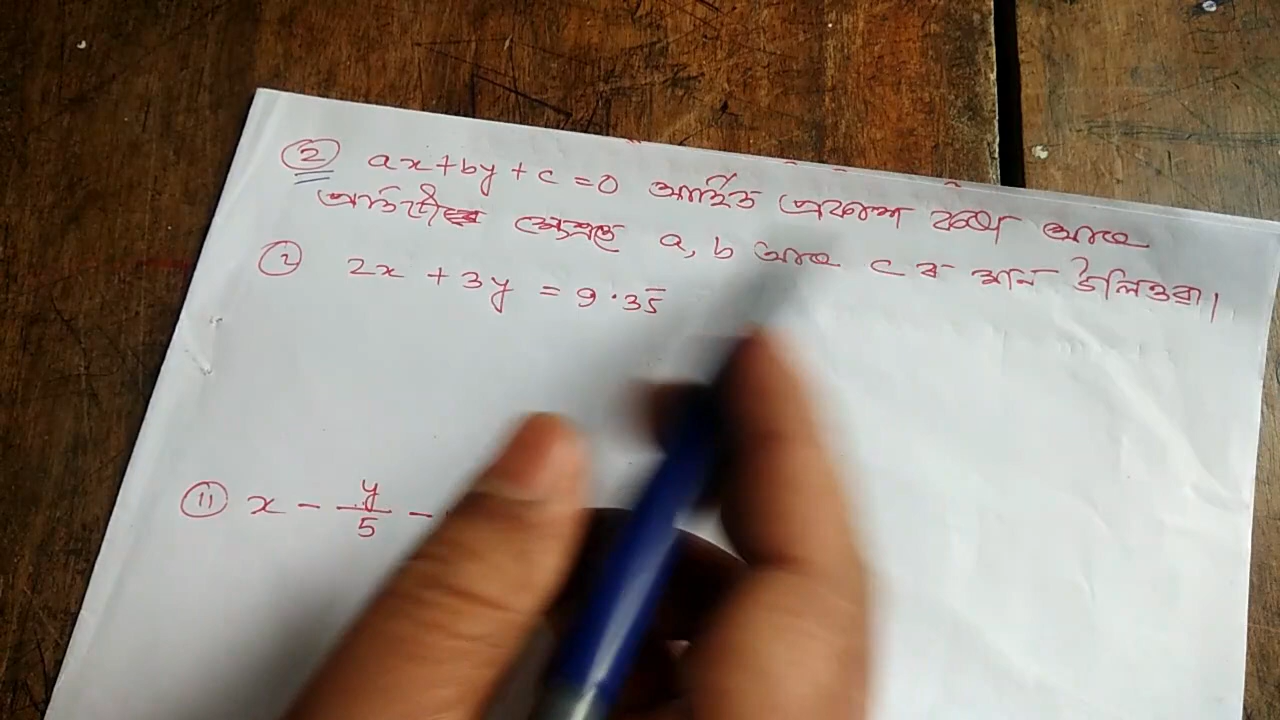 ② ax+by+c=0 আৰ্হিত প্ৰকাশ কৰা আৰু
প্ৰতিটো ক্ষেত্ৰতে a, b আৰু c ৰ মান উলিওৱা।
ⓘ 2x + 3y = 9.35̅
ⓘⓘ x - y/5 -